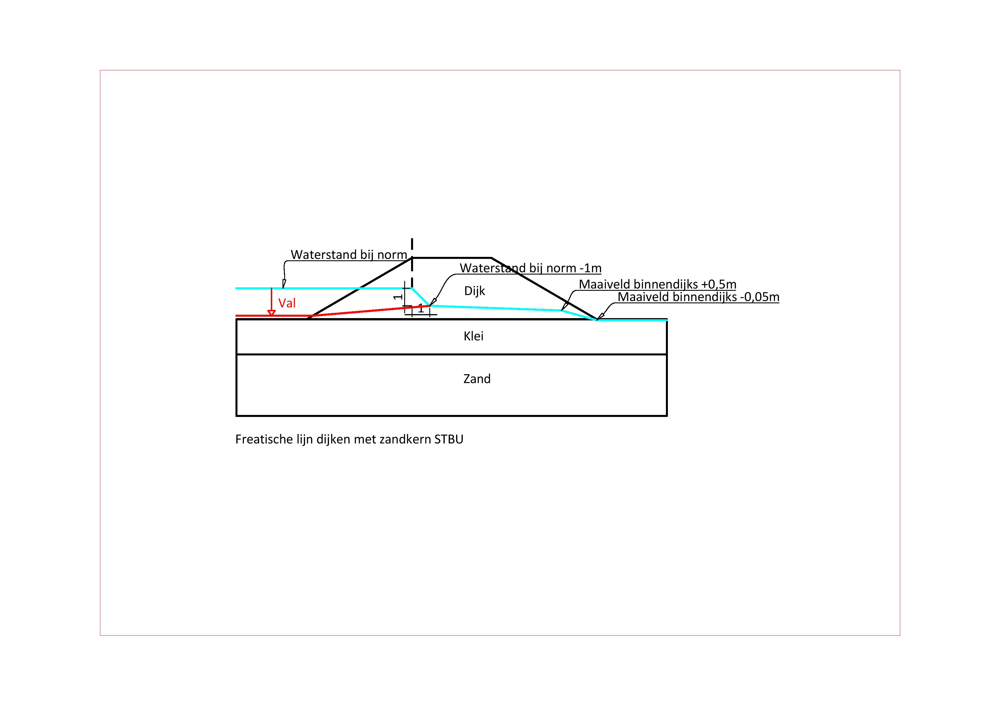 Waterstand bij norm
Waterstand bij norm -1m
Maaiveld binnendijks +0,5m
Dijk
Maaiveld binnendijks -0,05m
Val
1
1
Klei
Zand
Freatische lijn dijken met zandkern STBU